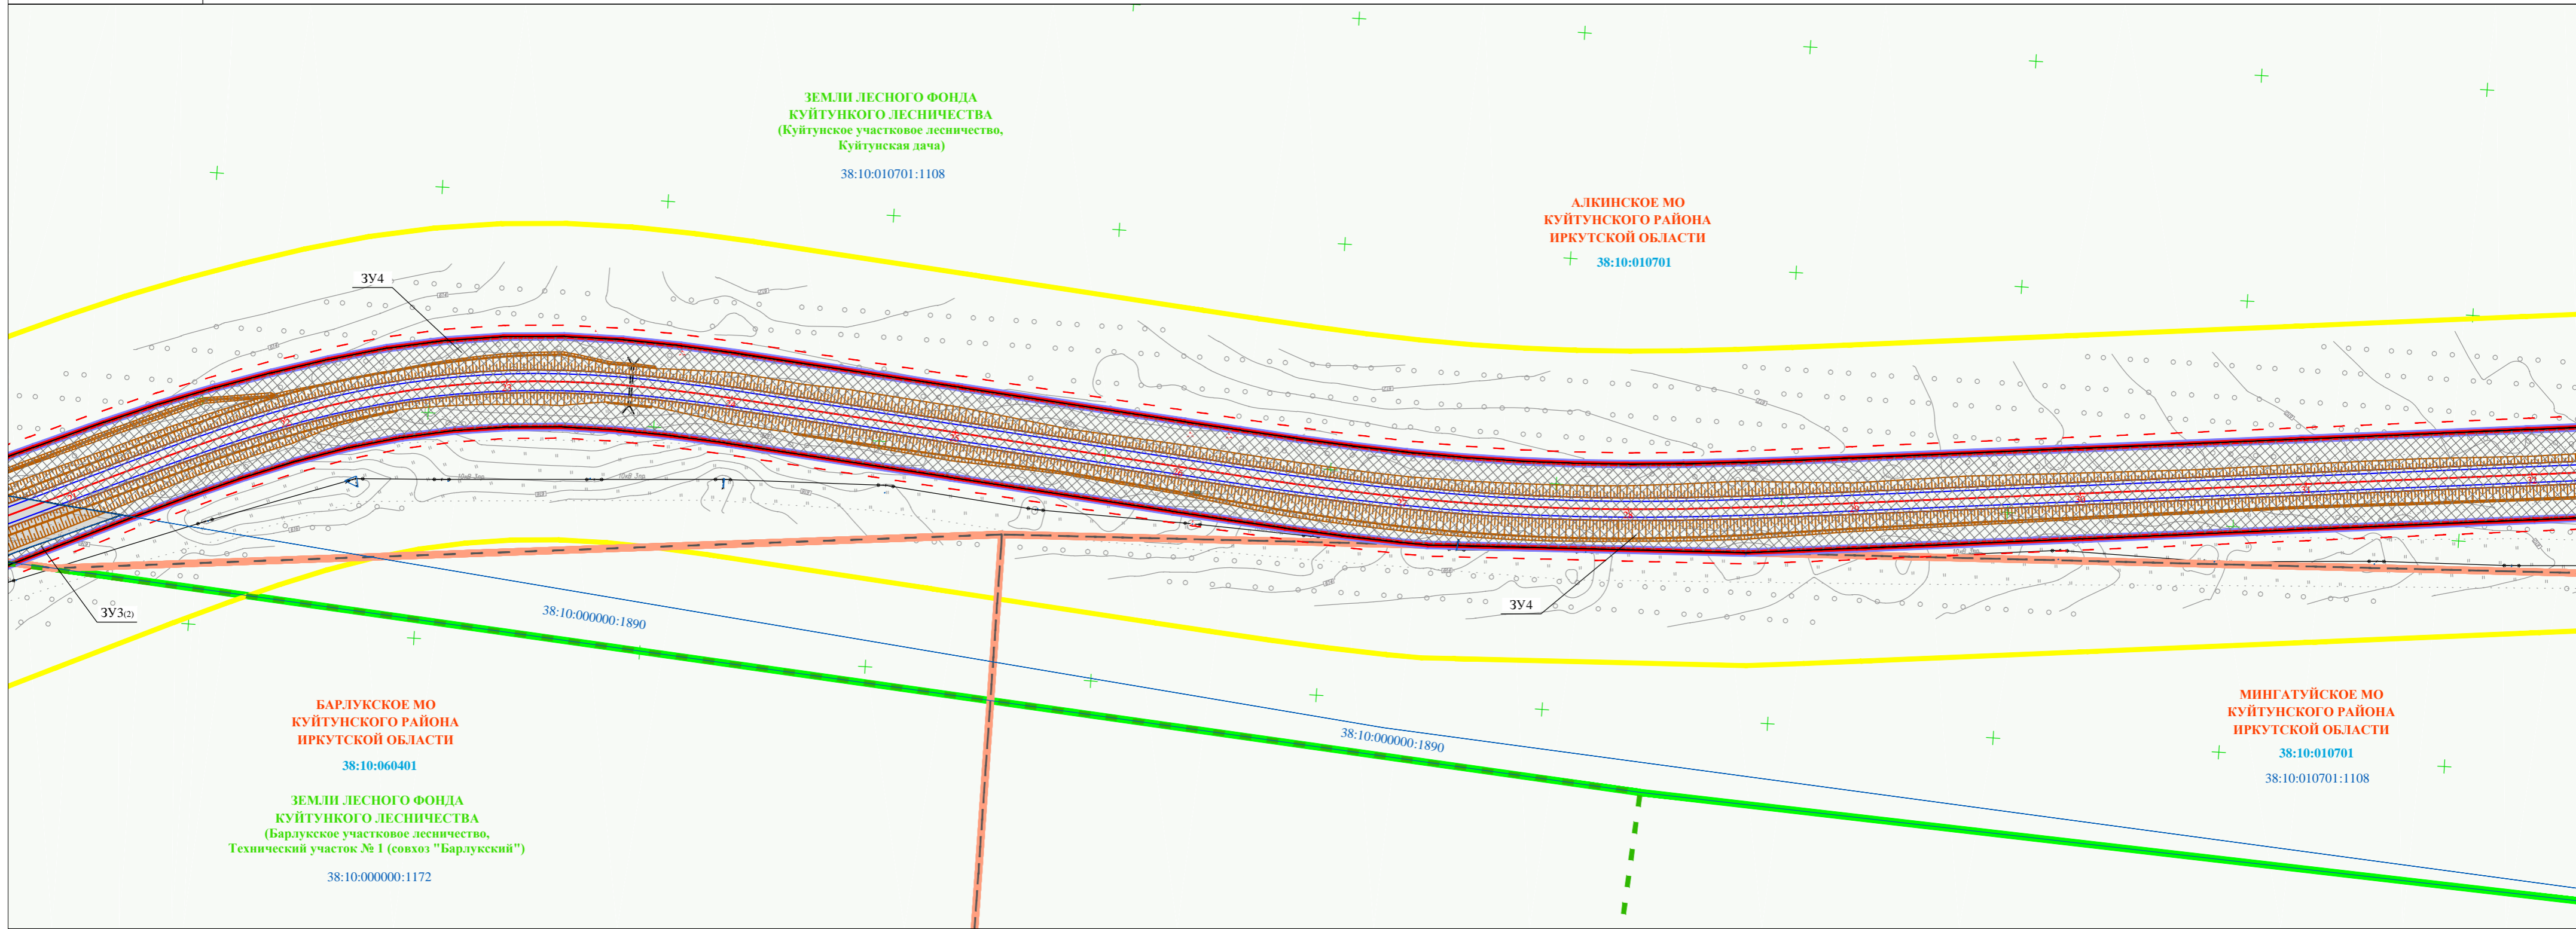 ЗЕМЛИ ЛЕСНОГО ФОНДА
КУЙТУНКОГО ЛЕСНИЧЕСТВА
(Куйтунское участковое лесничество,
Куйтунская дача)
38:10:010701:1108
АЛКИНСКОЕ МО
КУЙТУНСКОГО РАЙОНА
ИРКУТСКОЙ ОБЛАСТИ
38:10:010701
ЗУ4
ЗУ4
ЗУ3(2)
38:10:000000:1890
38:10:000000:1890
БАРЛУКСКОЕ МО
КУЙТУНСКОГО РАЙОНА
ИРКУТСКОЙ ОБЛАСТИ
38:10:060401
ЗЕМЛИ ЛЕСНОГО ФОНДА
КУЙТУНКОГО ЛЕСНИЧЕСТВА
(Барлукское участковое лесничество,
Технический участок № 1 (совхоз "Барлукский")
38:10:000000:1172
МИНГАТУЙСКОЕ МО
КУЙТУНСКОГО РАЙОНА
ИРКУТСКОЙ ОБЛАСТИ
38:10:010701
38:10:010701:1108